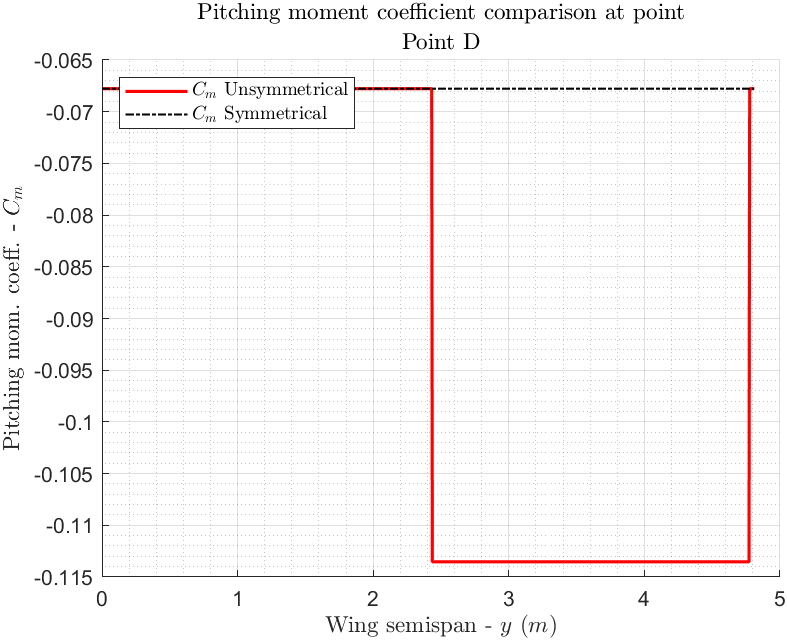 Pitching moment coefficient comparison at point
Point D
-0.065
-0.07
-0.075
-0.08
-0.085
-0.09
-0.095
-0.1
-0.105
-0.11
-0.115
Pitching mom. coeff. - C_m
C_m Unsymmetrical
C_m Symmetrical
0 1 2 3 4 5
Wing semispan - y (m)